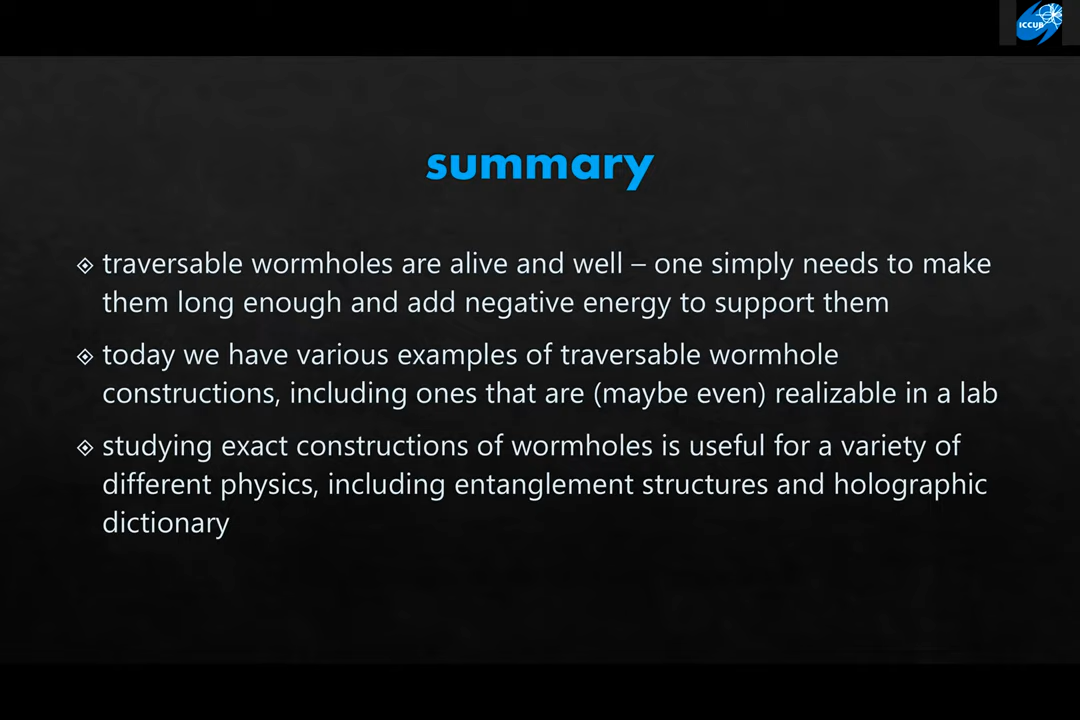 ICCUB
summary
traversable wormholes are alive and well – one simply needs to make
them long enough and add negative energy to support them
today we have various examples of traversable wormhole
constructions, including ones that are (maybe even) realizable in a lab
studying exact constructions of wormholes is useful for a variety of
different physics, including entanglement structures and holographic
dictionary